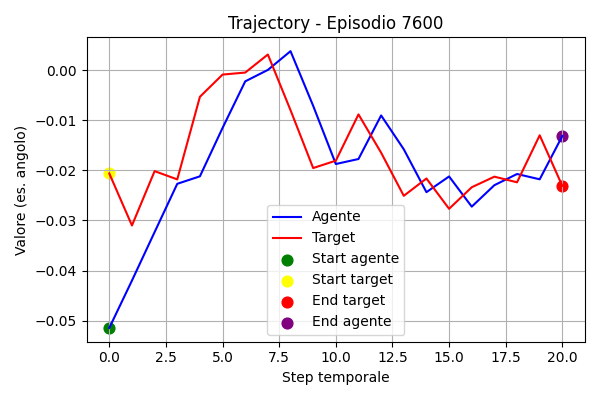 Trajectory - Episodio 7600
Valore (es. angolo)
0.00
−0.01
−0.02
−0.03
−0.04
−0.05
Agente
Target
Start agente
Start target
End target
End agente
0.0 2.5 5.0 7.5 10.0 12.5 15.0 17.5 20.0
Step temporale